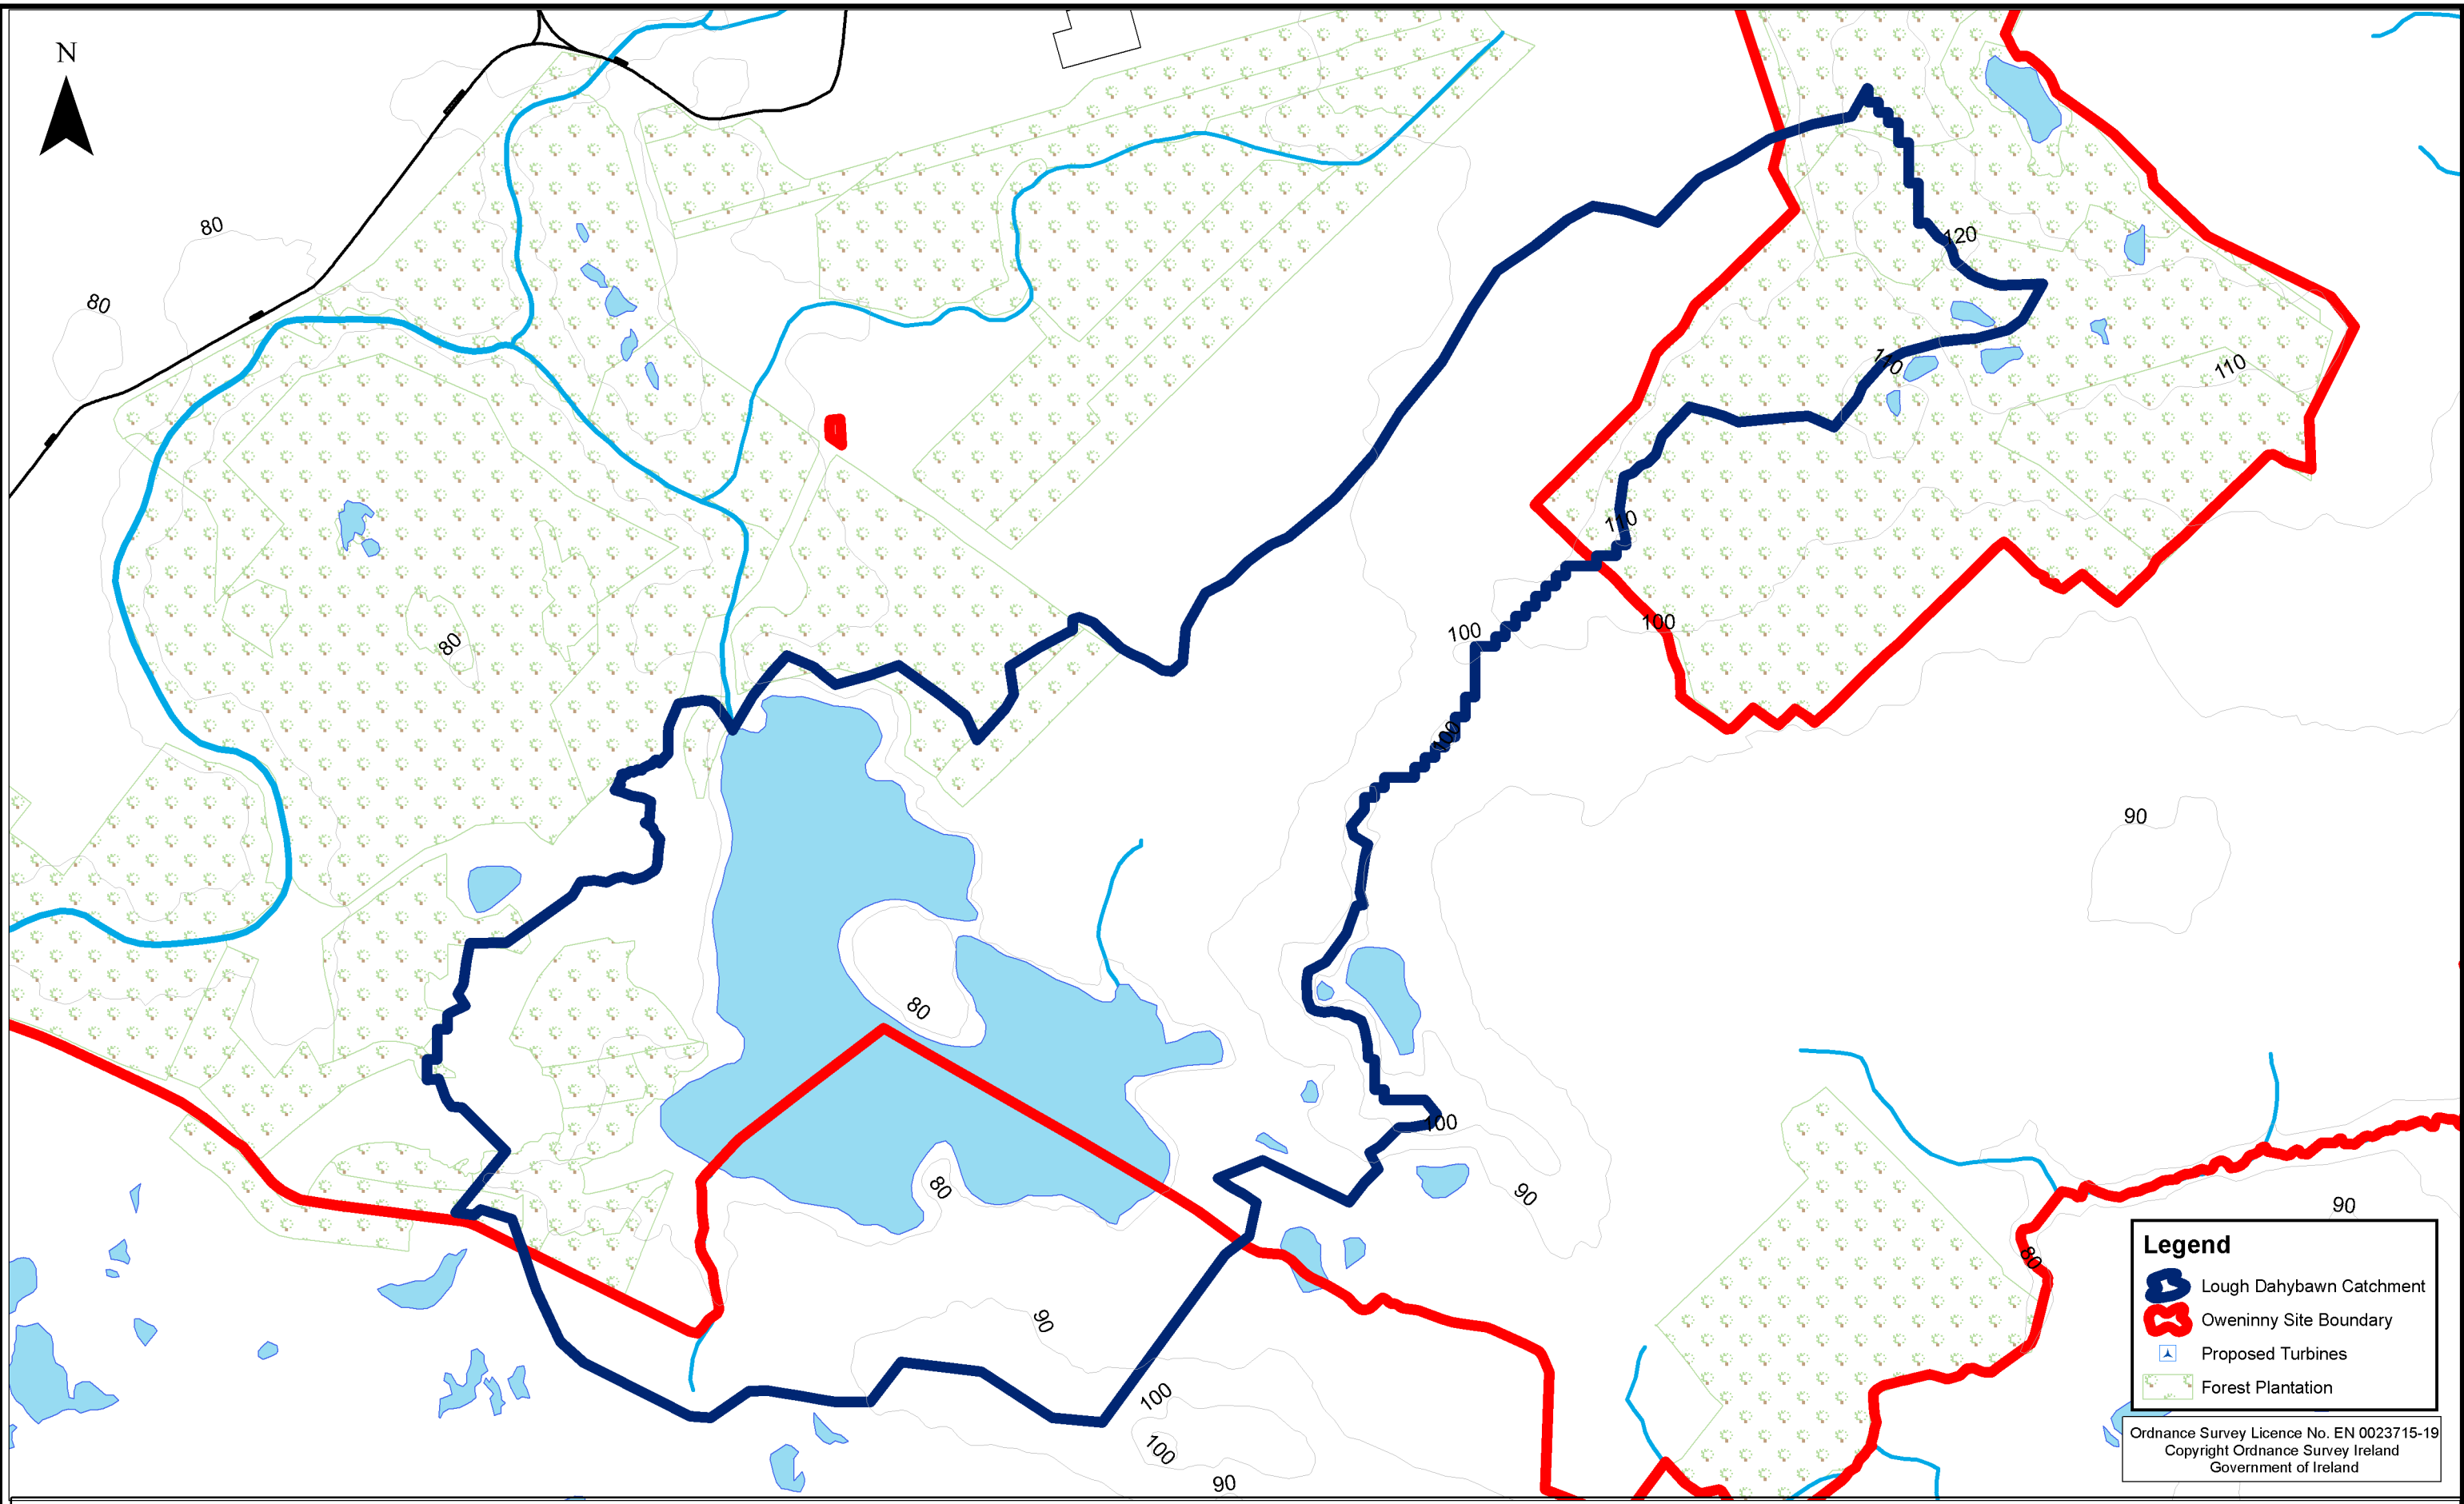 N
80
80
120
110
110
110
100
100
80
100
90
80
100
80
90
90
80
90
100
100
90
Legend
Lough Dahybawn Catchment
Oweninny Site Boundary
Proposed Turbines
Forest Plantation
Ordnance Survey Licence No. EN 0023715-19
Copyright Ordnance Survey Ireland
Government of Ireland